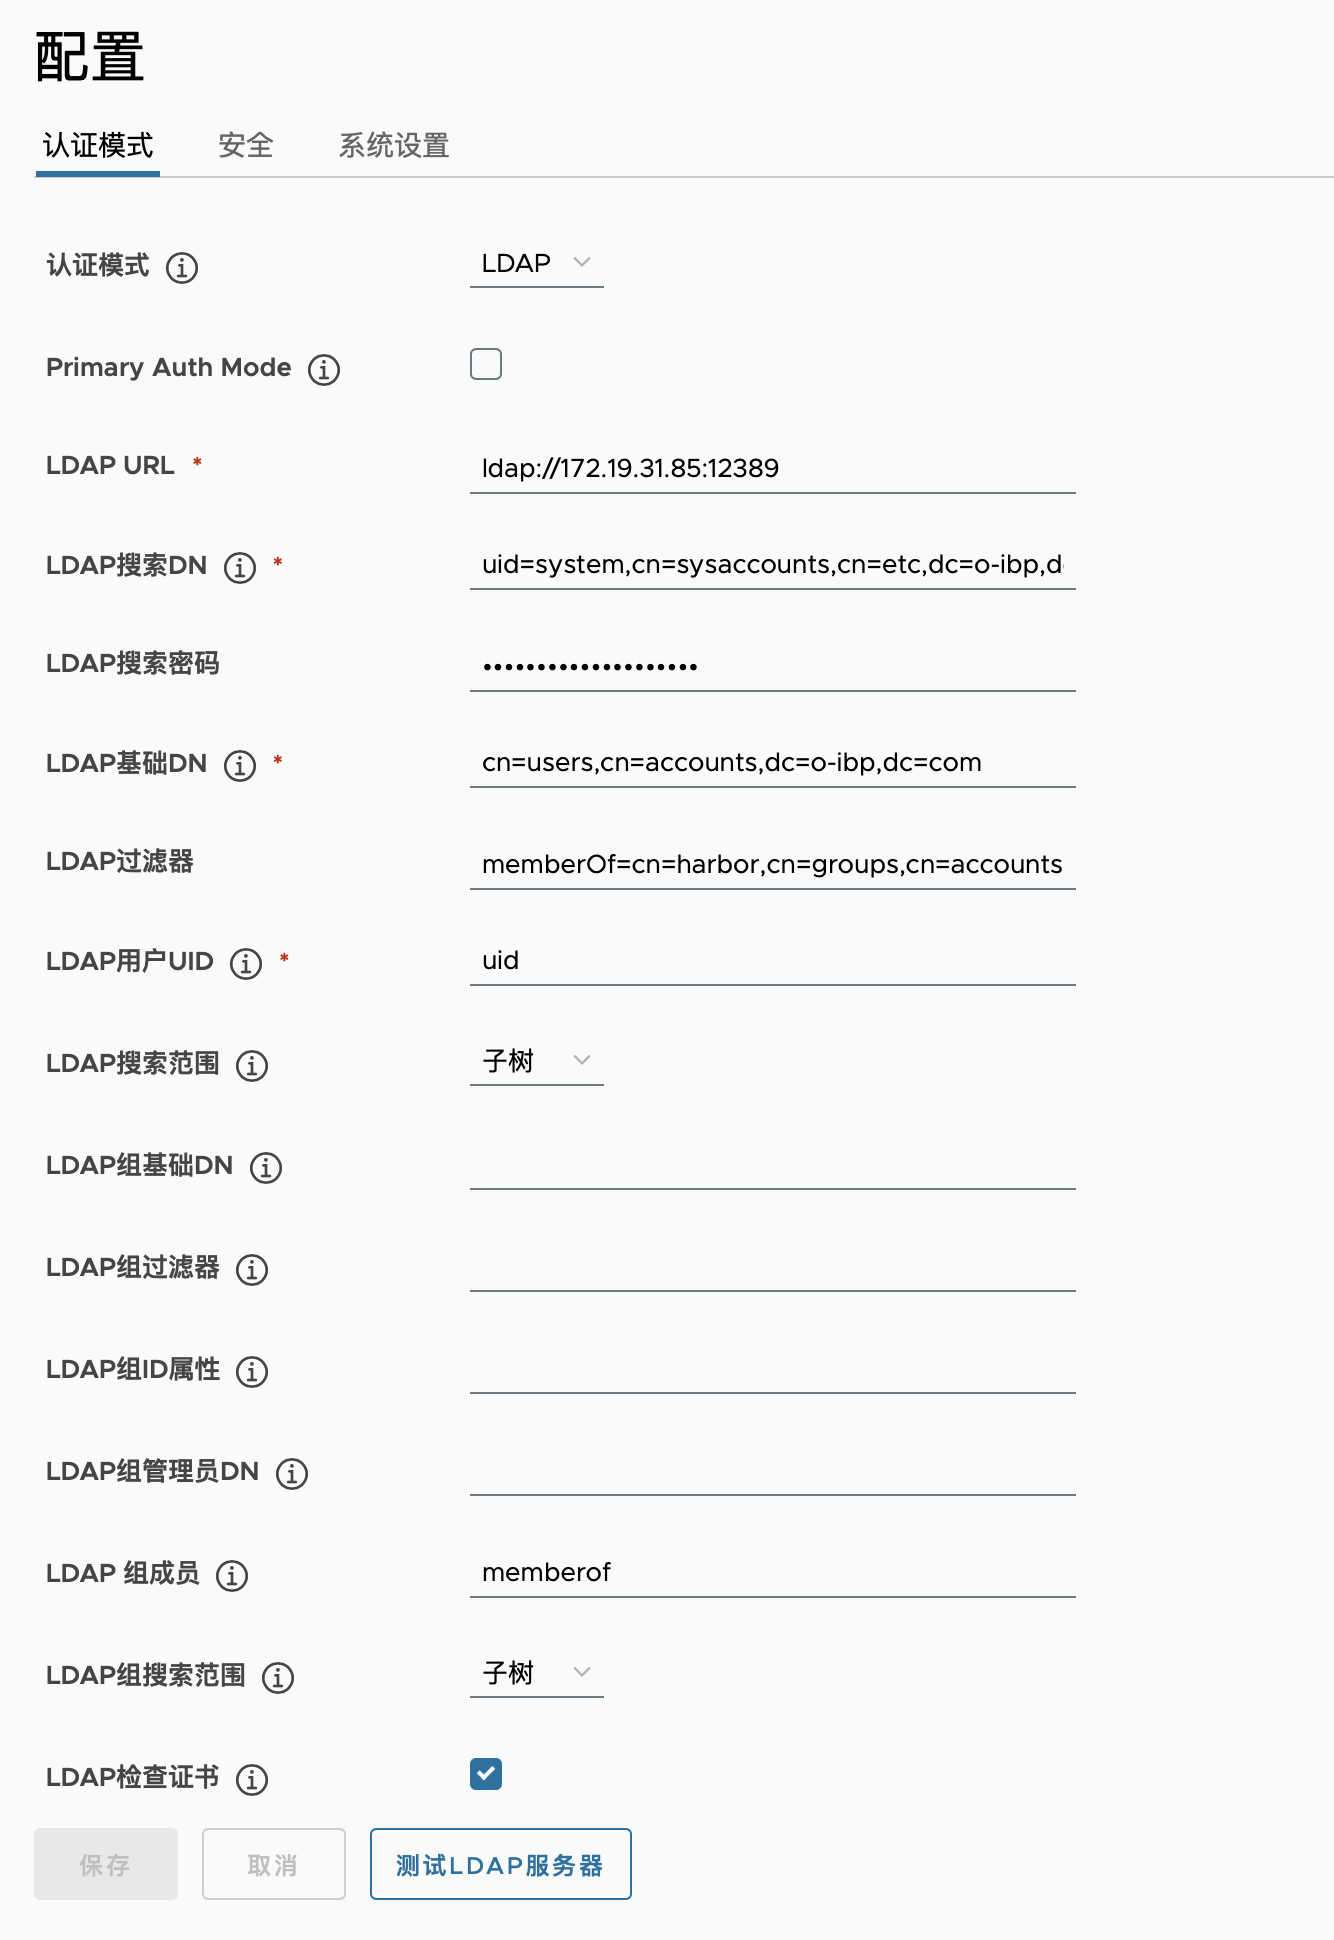 配置
认证模式 安全 系统设置
认证模式 LDAP
Primary Auth Mode
LDAP URL * ldap://172.19.31.85:12389
LDAP搜索DN * uid=system,cn=sysaccounts,cn=etc,dc=o-ibp,d
LDAP搜索密码 ••••••••••••••••••••
LDAP基础DN * cn=users,cn=accounts,dc=o-ibp,dc=com
LDAP过滤器 memberOf=cn=harbor,cn=groups,cn=accounts
LDAP用户UID * uid
LDAP搜索范围 子树
LDAP组基础DN
LDAP组过滤器
LDAP组ID属性
LDAP组管理员DN
LDAP 组成员 memberof
LDAP组搜索范围 子树
LDAP检查证书
保存 取消 测试LDAP服务器